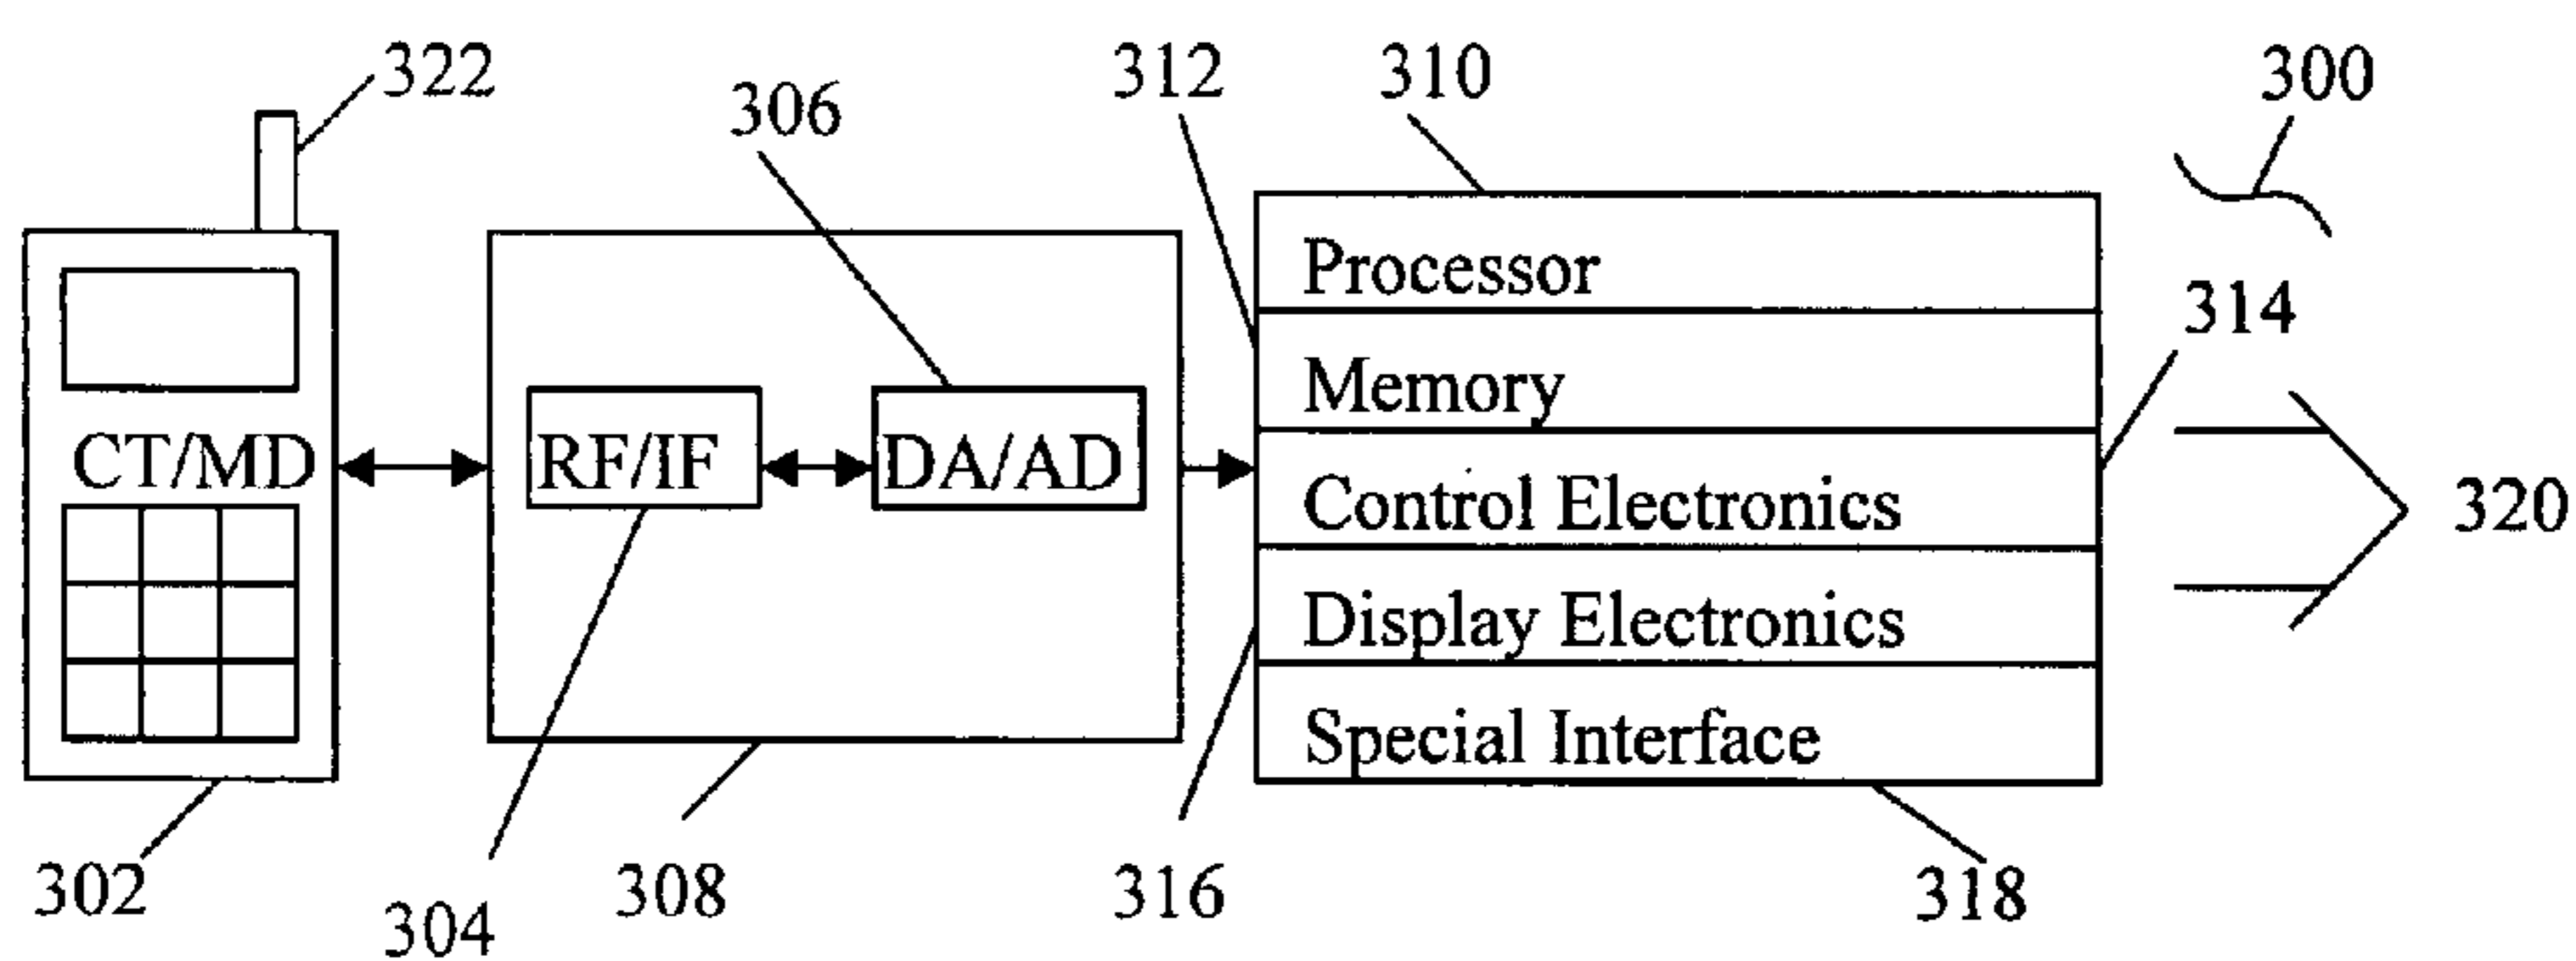 322
306
312
310
300
Processor
314
Memory
CT/MD
RF/IF
DA/AD
Control Electronics
320
Display Electronics
Special Interface
302
304
308
316
318